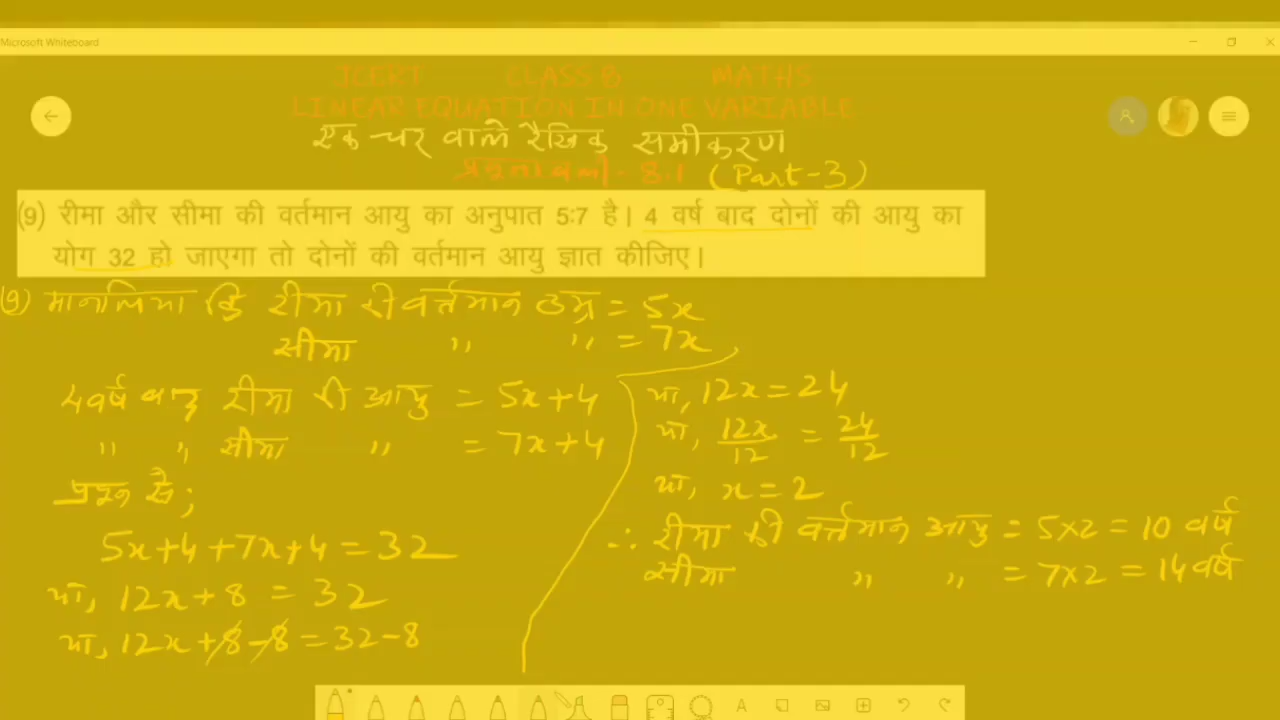 Microsoft Whiteboard
JCERT CLASS 8 MATHS
LINEAR EQUATION IN ONE VARIABLE
एक चर वाले रैखिक समीकरण
प्रश्नावली - 8.1 (Part-3)
(9) रीमा और सीमा की वर्तमान आयु का अनुपात 5:7 है। 4 वर्ष बाद दोनों की आयु का
योग 32 हो जाएगा तो दोनों की वर्तमान आयु ज्ञात कीजिए।
(9) मानलिया कि रीमा की वर्त्तमान उम्र = 5x
सीमा " " = 7x
4 वर्ष बाद रीमा की आयु = 5x+4
" " सीमा " = 7x+4
प्रश्न से;
5x+4+7x+4=32
या, 12x+8 = 32
या, 12x+8-8 = 32-8
या, 12x = 24
या, 12x/12 = 24/12
या, x = 2
∴ रीमा की वर्त्तमान आयु = 5×2 = 10 वर्ष
सीमा " " = 7×2 = 14 वर्ष
A